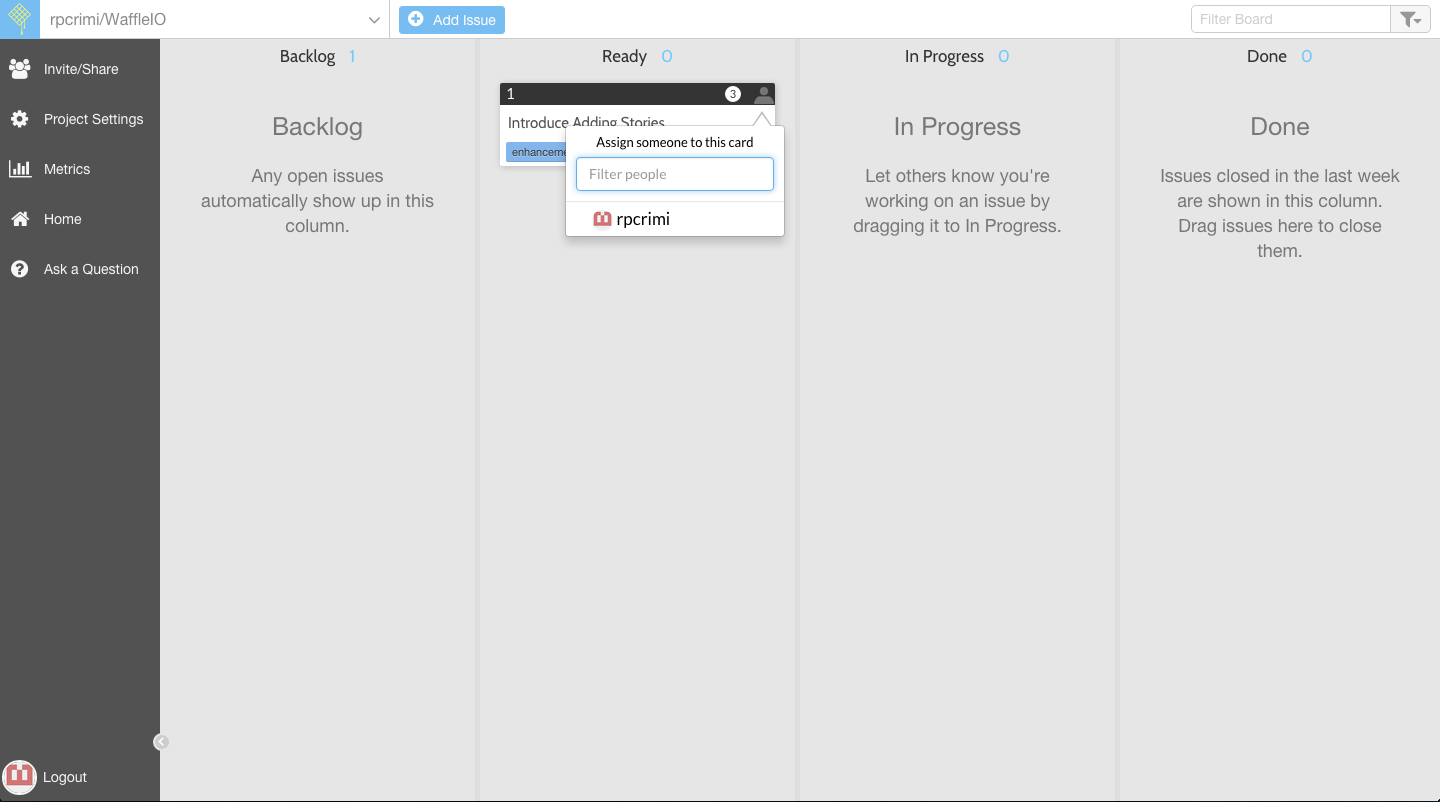 rpcrimi/WaffleIO
Add Issue
Filter Board
Invite/Share
Project Settings
Metrics
Home
Ask a Question
Logout
Backlog 1
Backlog
Any open issues
automatically show up in this
column.
Ready 0
1 3
Introduce Adding Stories
enhanceme
Assign someone to this card
Filter people
rpcrimi
In Progress 0
In Progress
Let others know you're
working on an issue by
dragging it to In Progress.
Done 0
Done
Issues closed in the last week
are shown in this column.
Drag issues here to close
them.